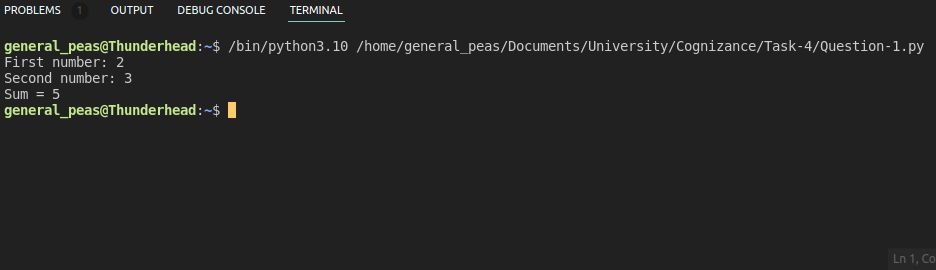 PROBLEMS 1 OUTPUT DEBUG CONSOLE TERMINAL
general_peas@Thunderhead:~$ /bin/python3.10 /home/general_peas/Documents/University/Cognizance/Task-4/Question-1.py
First number: 2
Second number: 3
Sum = 5
general_peas@Thunderhead:~$
Ln 1, Co